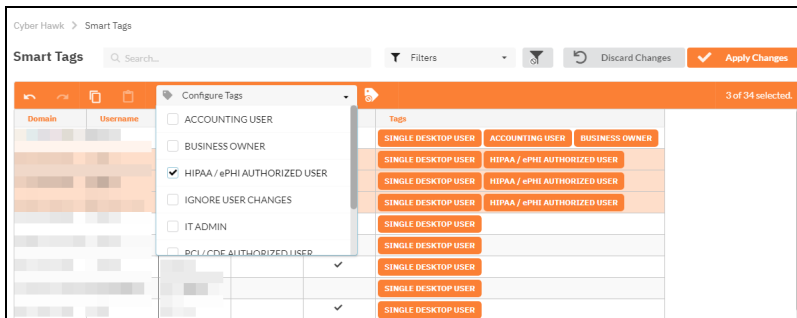 Cyber Hawk > Smart Tags
Smart Tags Search... Filters Discard Changes Apply Changes
Configure Tags 3 of 34 selected.
Domain Username Tags
ACCOUNTING USER
BUSINESS OWNER
HIPAA / ePHI AUTHORIZED USER
IGNORE USER CHANGES
IT ADMIN
PCI / CDE AUTHORIZED USER
SINGLE DESKTOP USER ACCOUNTING USER BUSINESS OWNER
SINGLE DESKTOP USER HIPAA / ePHI AUTHORIZED USER
SINGLE DESKTOP USER HIPAA / ePHI AUTHORIZED USER
SINGLE DESKTOP USER HIPAA / ePHI AUTHORIZED USER
SINGLE DESKTOP USER
SINGLE DESKTOP USER
SINGLE DESKTOP USER
SINGLE DESKTOP USER
SINGLE DESKTOP USER